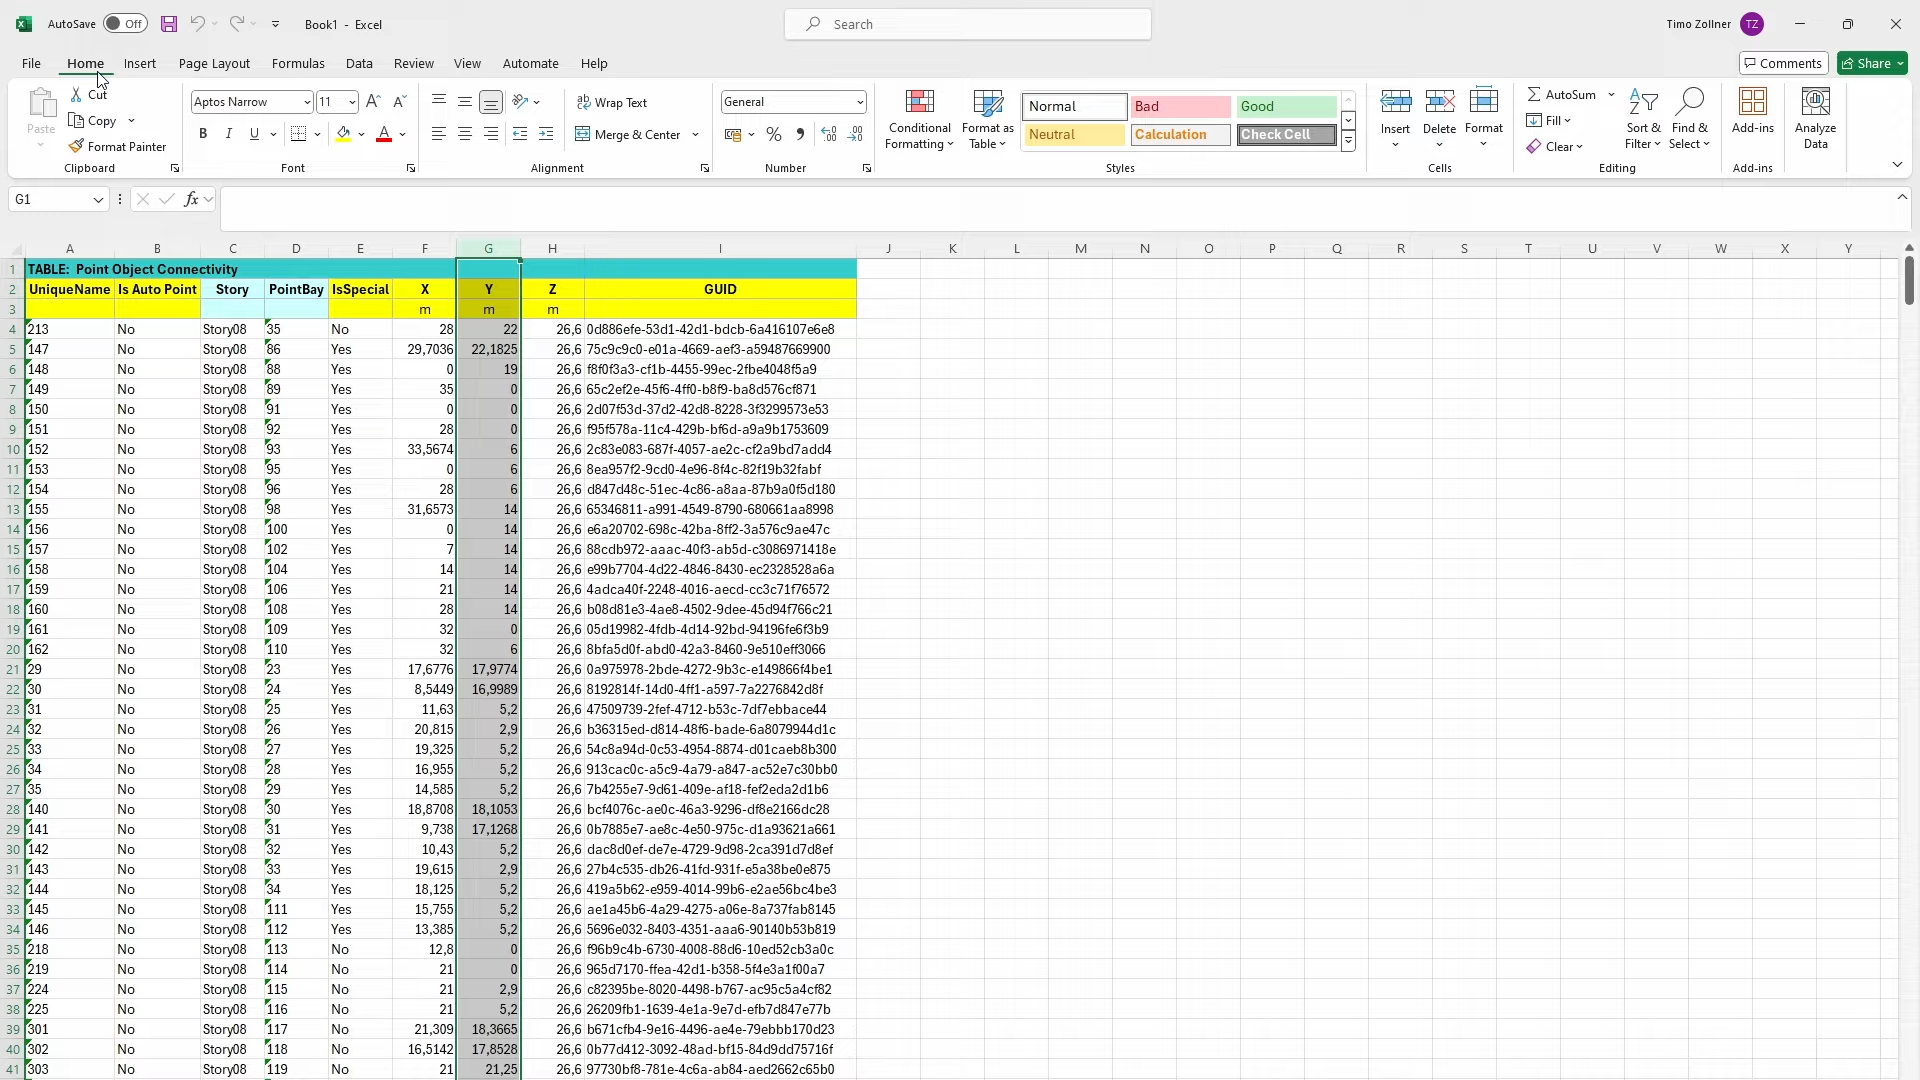 AutoSave Off Book1 - Excel Search Timo Zollner TZ
File Home Insert Page Layout Formulas Data Review View Automate Help Comments Share
Paste Cut Copy Format Painter Clipboard
Aptos Narrow 11 B I U A Font
Wrap Text Merge & Center Alignment
General % Number
Conditional Formatting Format as Table Normal Bad Good Neutral Calculation Check Cell Styles
Insert Delete Format Cells
AutoSum Fill Clear Sort & Filter Find & Select Editing
Add-ins Add-ins
Analyze Data
G1 fx
A B C D E F G H I J K L M N O P Q R S T U V W X Y
1 TABLE: Point Object Connectivity
2 UniqueName Is Auto Point Story PointBay IsSpecial X Y Z GUID
3 m m m
4 213 No Story08 35 No 28 22 26,6 0d886efe-53d1-42d1-bdcb-6a416107e6e8
5 147 No Story08 86 Yes 29,7036 22,1825 26,6 75c9c9c0-e01a-4669-aef3-a59487669900
6 148 No Story08 88 Yes 0 19 26,6 f8f0f3a3-cf1b-4455-99ec-2fbe4048f5a9
7 149 No Story08 89 Yes 35 0 26,6 65c2ef2e-45f6-4ff0-b8f9-ba8d576cf871
8 150 No Story08 91 Yes 0 0 26,6 2d07f53d-37d2-42d8-8228-3f3299573e53
9 151 No Story08 92 Yes 28 0 26,6 f95f578a-11c4-429b-bf6d-a9a9b1753609
10 152 No Story08 93 Yes 33,5674 6 26,6 2c83e083-687f-4057-ae2c-cf2a9bd7add4
11 153 No Story08 95 Yes 0 6 26,6 8ea957f2-9cd0-4e96-8f4c-82f19b32fabf
12 154 No Story08 96 Yes 28 6 26,6 d847d48c-51ec-4c86-a8aa-87b9a0f5d180
13 155 No Story08 98 Yes 31,6573 14 26,6 65346811-a991-4549-8790-680661aa8998
14 156 No Story08 100 Yes 0 14 26,6 e6a20702-698c-42ba-8ff2-3a576c9ae47c
15 157 No Story08 102 Yes 7 14 26,6 88cdb972-aaac-40f3-ab5d-c3086971418e
16 158 No Story08 104 Yes 14 14 26,6 e99b7704-4d22-4846-8430-ec2328528a6a
17 159 No Story08 106 Yes 21 14 26,6 4adca40f-2248-4016-aecd-cc3c71f76572
18 160 No Story08 108 Yes 28 14 26,6 b08d81e3-4ae8-4502-9dee-45d94f766c21
19 161 No Story08 109 Yes 32 0 26,6 05d19982-4fdb-4d14-92bd-94196fe6f3b9
20 162 No Story08 110 Yes 32 6 26,6 8bfa5d0f-abd0-42a3-8460-9e510eff3066
21 29 No Story08 23 Yes 17,6776 17,9774 26,6 0a975978-2bde-4272-9b3c-e149866f4be1
22 30 No Story08 24 Yes 8,5449 16,9989 26,6 8192814f-14d0-4ff1-a597-7a2276842d8f
23 31 No Story08 25 Yes 11,63 5,2 26,6 47509739-2fef-4712-b53c-7df7ebbace44
24 32 No Story08 26 Yes 20,815 2,9 26,6 b36315ed-d814-48f6-bade-6a8079944d1c
25 33 No Story08 27 Yes 19,325 5,2 26,6 54c8a94d-0c53-4954-8874-d01caeb8b300
26 34 No Story08 28 Yes 16,955 5,2 26,6 913cac0c-a5c9-4a79-a847-ac52e7c30bb0
27 35 No Story08 29 Yes 14,585 5,2 26,6 7b4255e7-9d61-409e-af18-fef2eda2d1b6
28 140 No Story08 30 Yes 18,8708 18,1053 26,6 bcf4076c-ae0c-46a3-9296-df8e2166dc28
29 141 No Story08 31 Yes 9,738 17,1268 26,6 0b7885e7-ae8c-4e50-975c-d1a93621a661
30 142 No Story08 32 Yes 10,43 5,2 26,6 dac8d0ef-de7e-4729-9d98-2ca391d7d8ef
31 143 No Story08 33 Yes 19,615 2,9 26,6 27b4c535-db26-41fd-931f-e5a38be0e875
32 144 No Story08 34 Yes 18,125 5,2 26,6 419a5b62-e959-4014-99b6-e2ae56bc4be3
33 145 No Story08 111 Yes 15,755 5,2 26,6 ae1a45b6-4a29-4275-a06e-8a737fab8145
34 146 No Story08 112 Yes 13,385 5,2 26,6 5696e032-8403-4351-aaa6-90140b53b819
35 218 No Story08 113 No 12,8 0 26,6 f96b9c4b-6730-4008-88d6-10ed52cb3a0c
36 219 No Story08 114 No 21 0 26,6 965d7170-ffea-42d1-b358-5f4e3a1f00a7
37 224 No Story08 115 No 21 2,9 26,6 c82395be-8020-4498-b767-ac95c5a4cf82
38 225 No Story08 116 No 21 5,2 26,6 26209fb1-1639-4e1a-9e7d-efb7d847e77b
39 301 No Story08 117 No 21,309 18,3665 26,6 b671cfb4-9e16-4496-ae4e-79ebbb170d23
40 302 No Story08 118 No 16,5142 17,8528 26,6 0b77d412-3092-48ad-bf15-84d9dd75716f
41 303 No Story08 119 No 21 21,25 26,6 97730bf8-781e-4c6a-ab84-aed2662c65b0